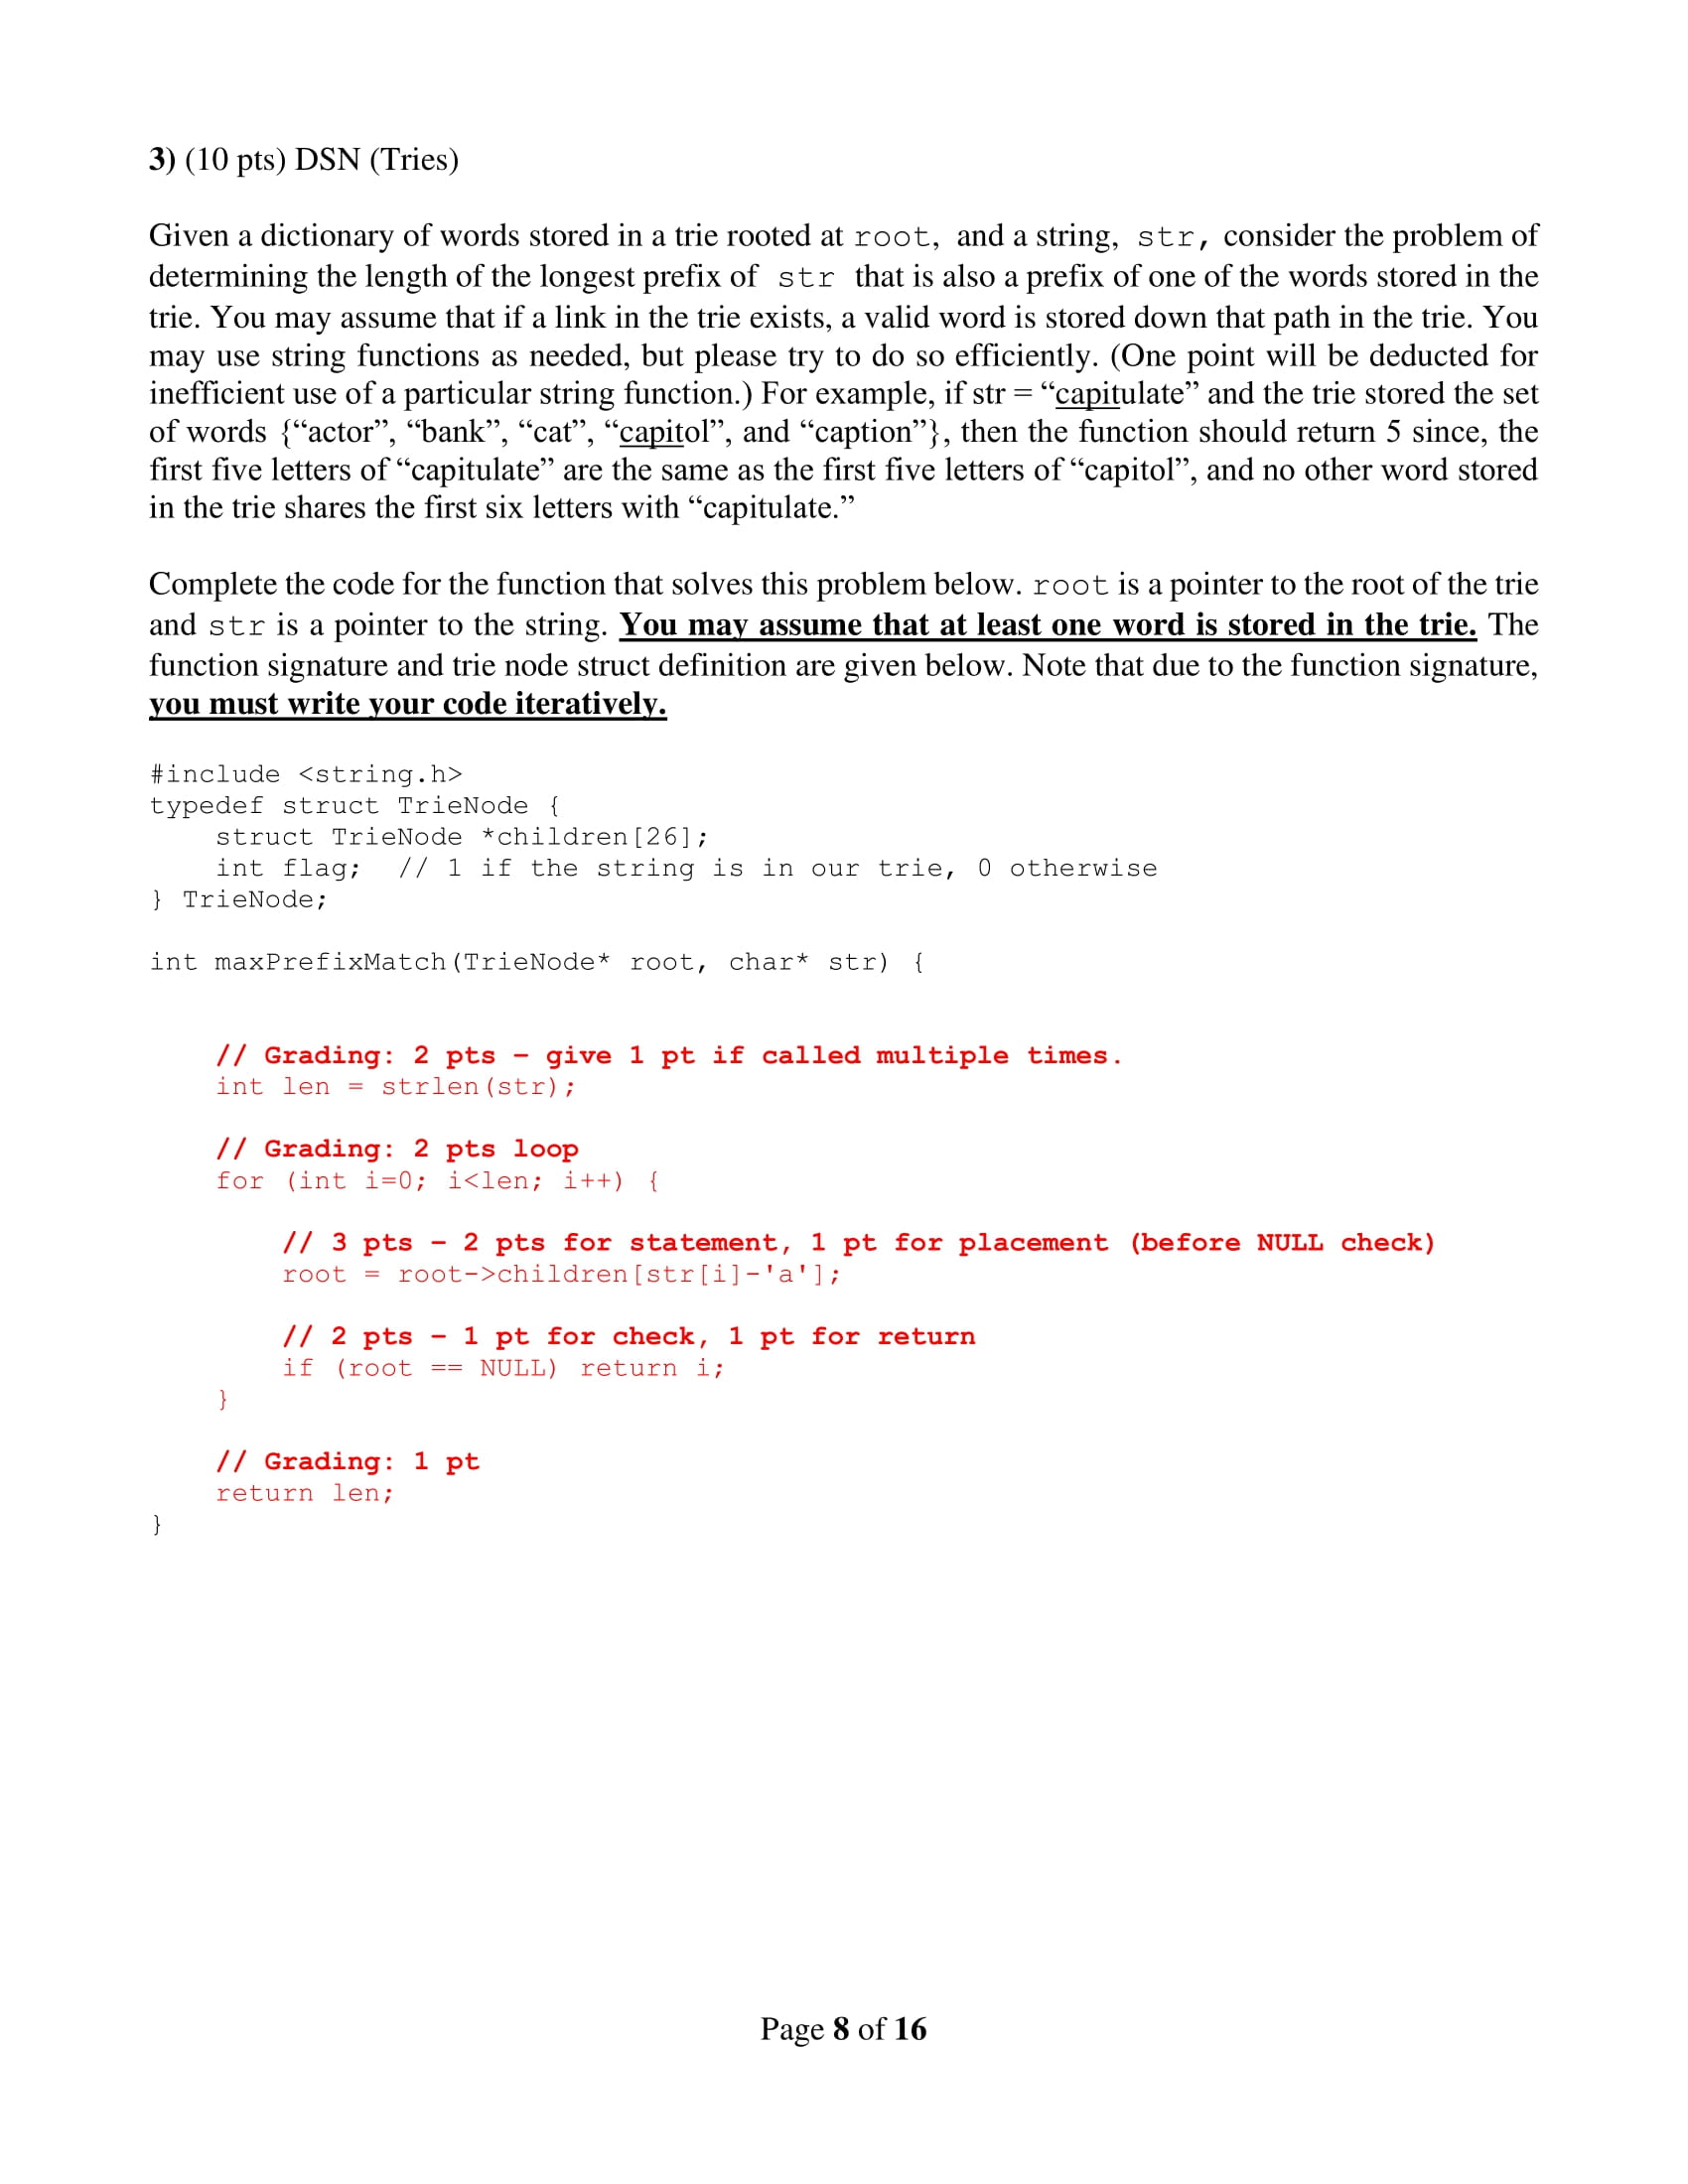 3) (10 pts) DSN (Tries)
Given a dictionary of words stored in a trie rooted at root, and a string, str, consider the problem of
determining the length of the longest prefix of str that is also a prefix of one of the words stored in the
trie. You may assume that if a link in the trie exists, a valid word is stored down that path in the trie. You
may use string functions as needed, but please try to do so efficiently. (One point will be deducted for
inefficient use of a particular string function.) For example, if str = “capitulate” and the trie stored the set
of words {“actor”, “bank”, “cat”, “capitol”, and “caption”}, then the function should return 5 since, the
first five letters of “capitulate” are the same as the first five letters of “capitol”, and no other word stored
in the trie shares the first six letters with “capitulate.”
Complete the code for the function that solves this problem below. root is a pointer to the root of the trie
and str is a pointer to the string. You may assume that at least one word is stored in the trie. The
function signature and trie node struct definition are given below. Note that due to the function signature,
you must write your code iteratively.
#include <string.h>
typedef struct TrieNode {
    struct TrieNode *children[26];
    int flag;  // 1 if the string is in our trie, 0 otherwise
} TrieNode;
int maxPrefixMatch(TrieNode* root, char* str) {
    // Grading: 2 pts – give 1 pt if called multiple times.
    int len = strlen(str);
    // Grading: 2 pts loop
    for (int i=0; i<len; i++) {
        // 3 pts – 2 pts for statement, 1 pt for placement (before NULL check)
        root = root->children[str[i]-'a'];
        // 2 pts – 1 pt for check, 1 pt for return
        if (root == NULL) return i;
    }
    // Grading: 1 pt
    return len;
}
Page 8 of 16